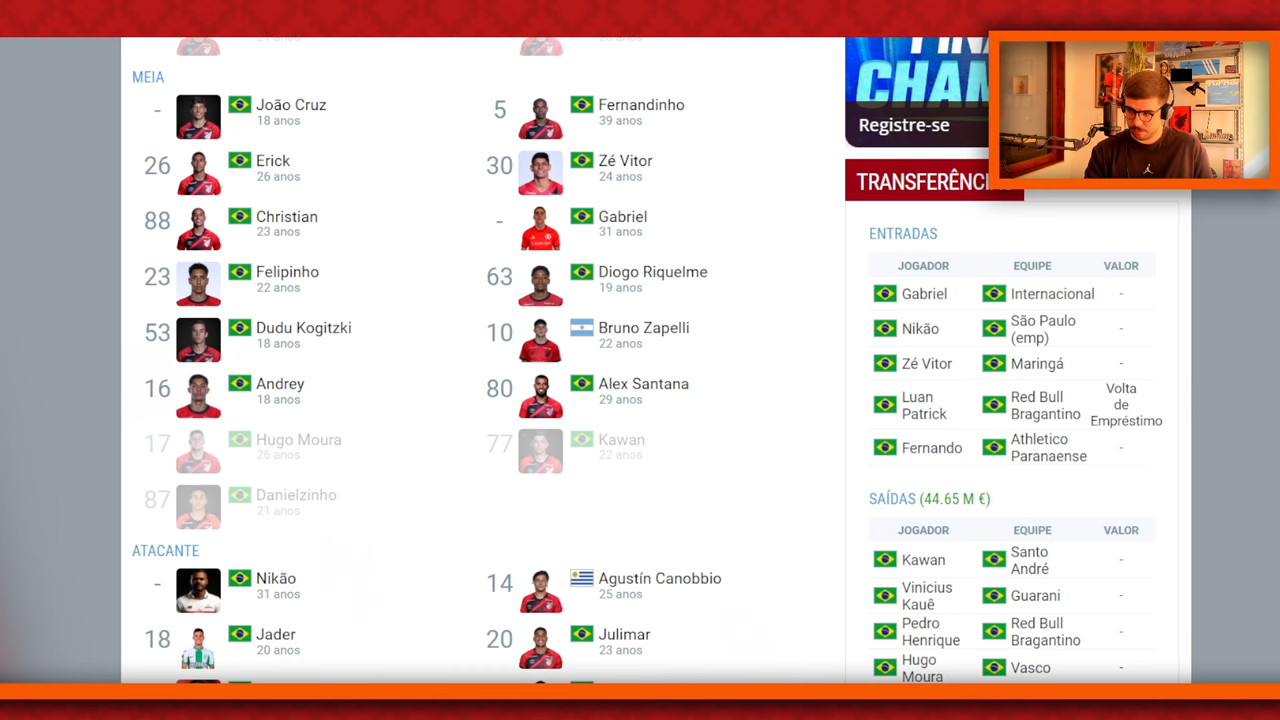 21 anos
MEIA
-
João Cruz
18 anos
5
Fernandinho
39 anos
26
Erick
26 anos
30
Zé Vitor
24 anos
88
Christian
23 anos
-
Gabriel
31 anos
23
Felipinho
22 anos
63
Diogo Riquelme
19 anos
53
Dudu Kogitzki
18 anos
10
Bruno Zapelli
22 anos
16
Andrey
18 anos
80
Alex Santana
29 anos
17
Hugo Moura
26 anos
77
Kawan
22 anos
87
Danielzinho
21 anos
ATACANTE
-
Nikão
31 anos
14
Agustín Canobbio
25 anos
18
Jader
20 anos
20
Julimar
23 anos
CHAM
Registre-se
TRANSFERÊNCI
ENTRADAS
JOGADOR EQUIPE VALOR
Gabriel Internacional -
Nikão São Paulo (emp) -
Zé Vitor Maringá -
Luan Patrick Red Bull Bragantino Volta de Empréstimo
Fernando Athletico Paranaense -
SAÍDAS (44.65 M €)
JOGADOR EQUIPE VALOR
Kawan Santo André -
Vinicius Kauê Guarani -
Pedro Henrique Red Bull Bragantino -
Hugo Moura Vasco -